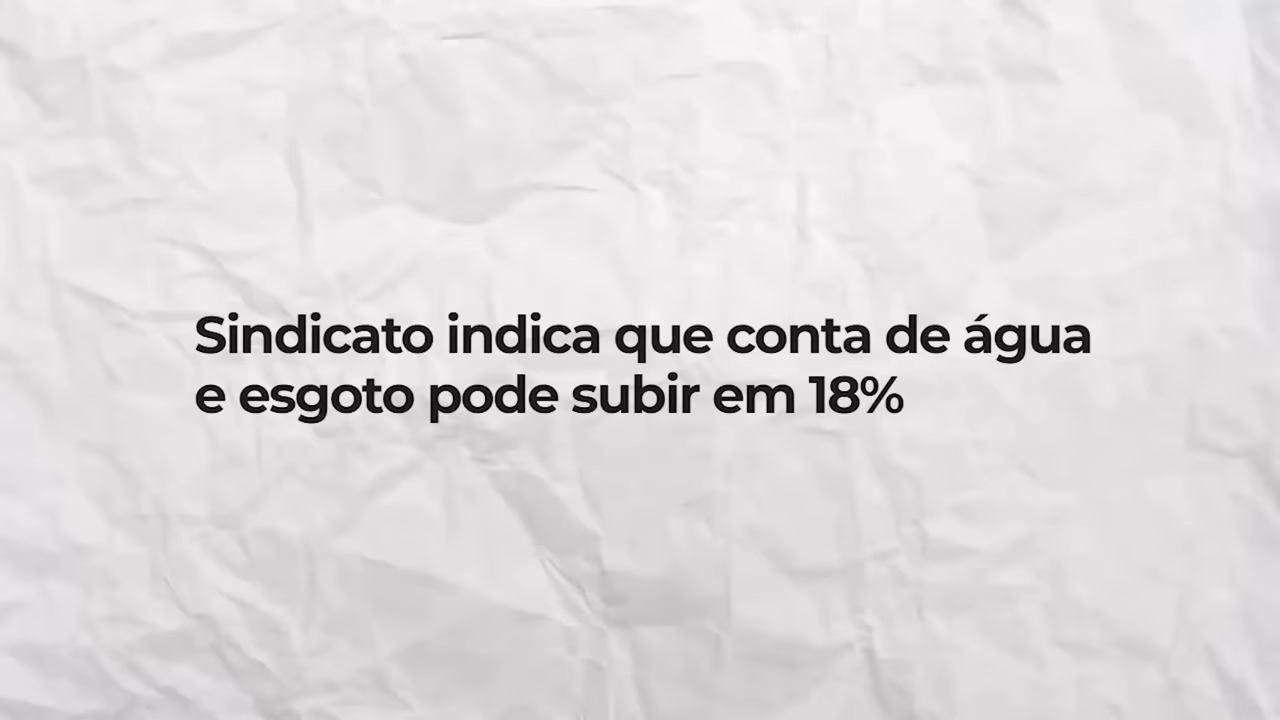 Sindicato indica que conta de água
e esgoto pode subir em 18%